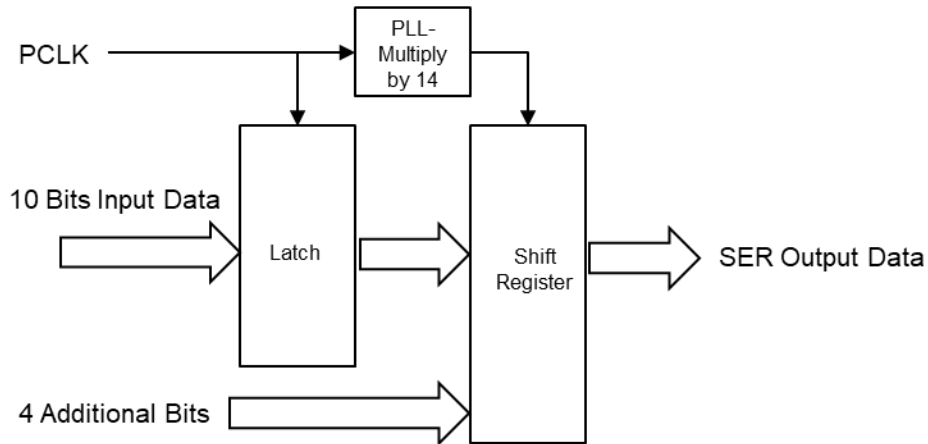 PLL-
Multiply
by 14
PCLK
10 Bits Input Data
Latch
Shift
Register
SER Output Data
4 Additional Bits